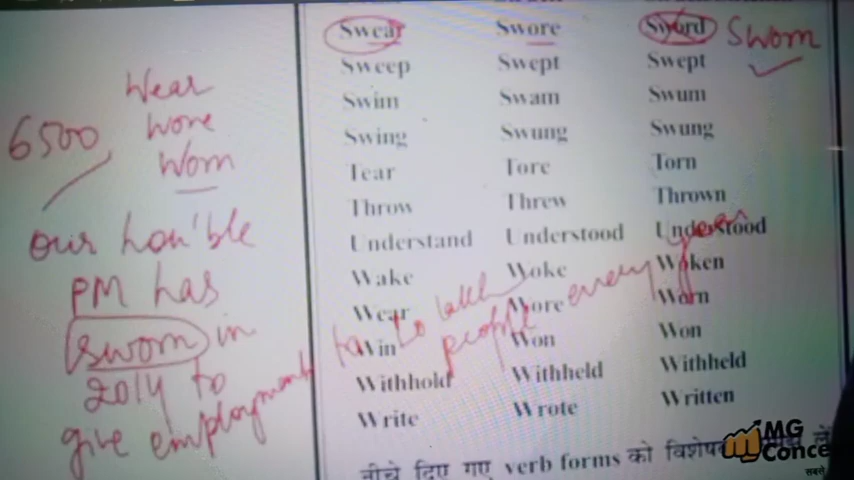 Swear Swore Sword Sworn
Sweep Swept Swept
Swim Swam Swum
Swing Swung Swung
Tear Tore Torn
Throw Threw Thrown
Understand Understood Understood
Wake Woke Woken
Wear Wore Worn
Win Won Won
Withhold Withheld Withheld
Write Wrote Written
नीचे दिए गए verb forms को
Wear
6500 Wore
Worn
our hon'ble
PM has
sworn in
2014 to
give employment to lakh
people every year
MG
Conce
सबसे